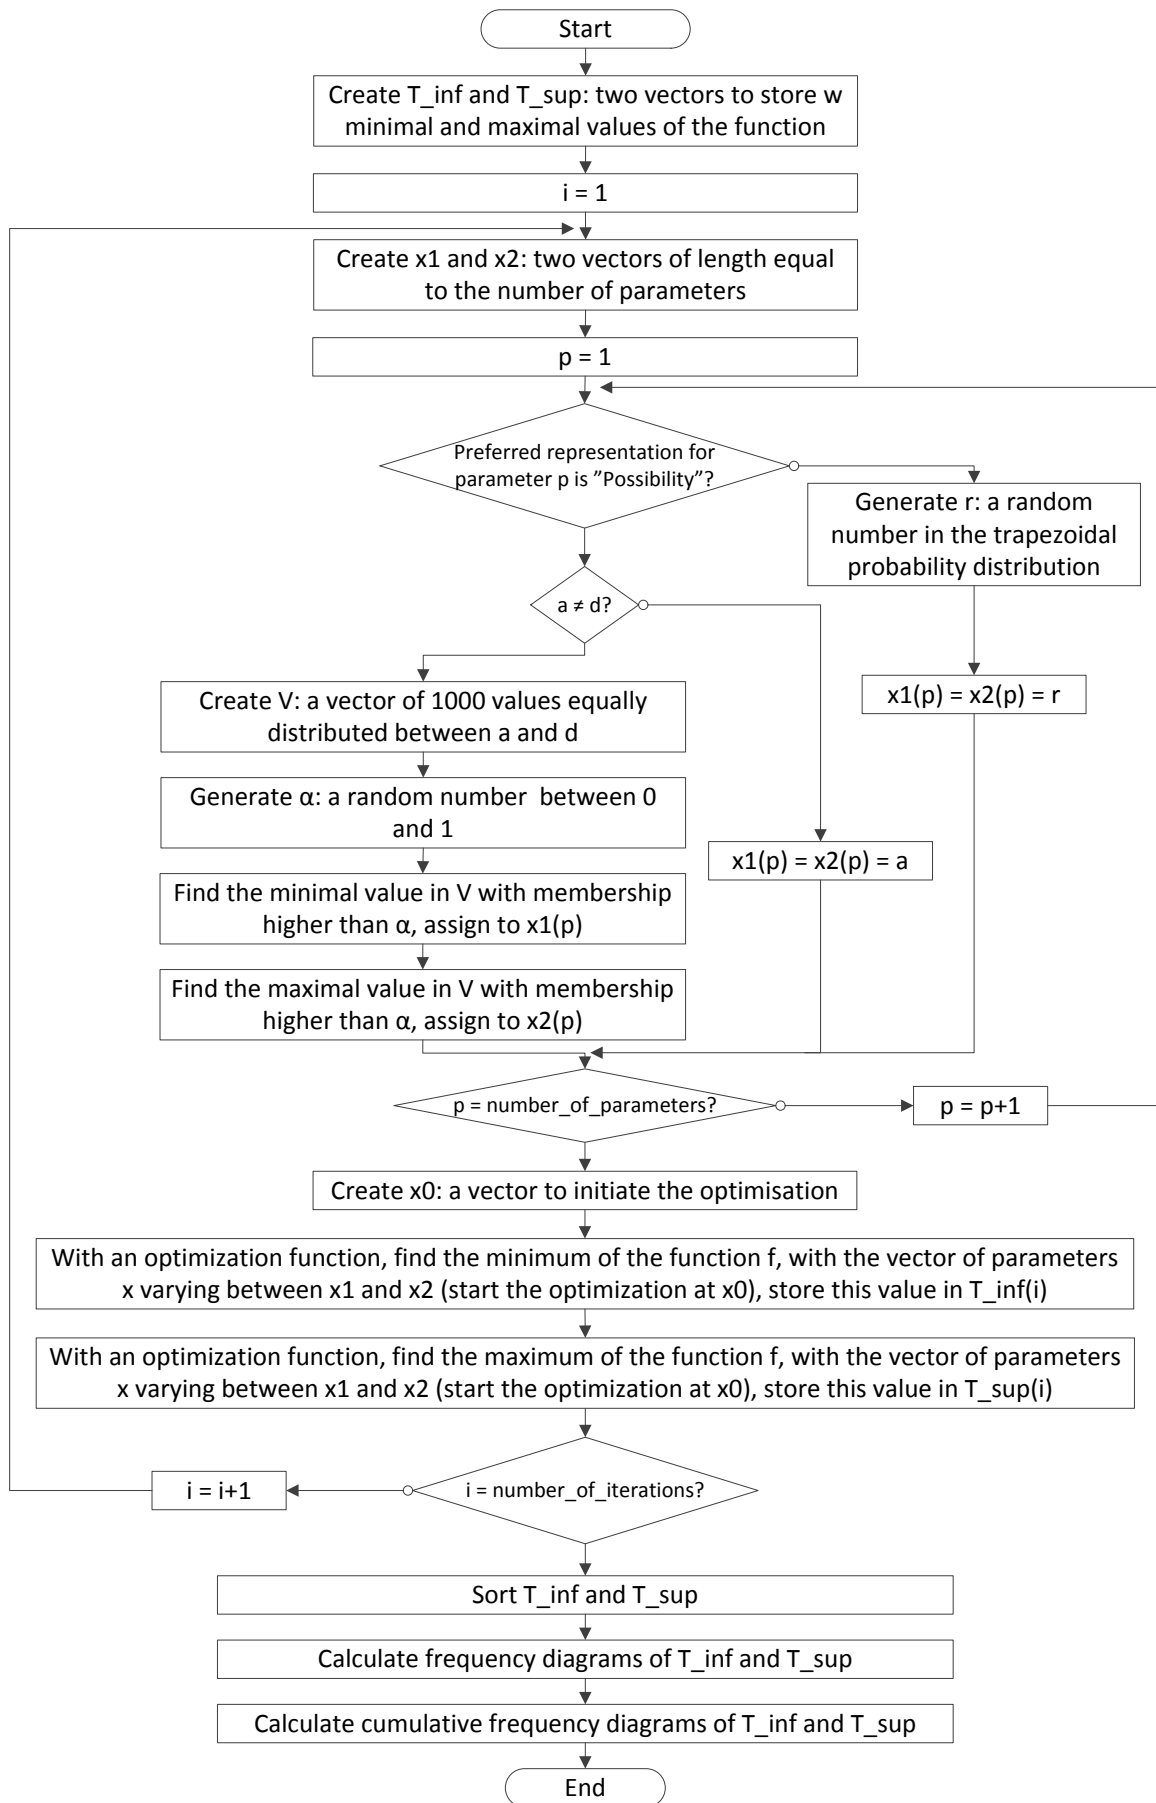 Start
Create T_inf and T_sup: two vectors to store w
minimal and maximal values of the function
i = 1
Create x1 and x2: two vectors of length equal
to the number of parameters
p = 1
Preferred representation for
parameter p is ”Possibility”?
Generate r: a random
number in the trapezoidal
probability distribution
a ≠ d?
x1(p) = x2(p) = r
Create V: a vector of 1000 values equally
distributed between a and d
Generate α: a random number between 0
and 1
x1(p) = x2(p) = a
Find the minimal value in V with membership
higher than α, assign to x1(p)
Find the maximal value in V with membership
higher than α, assign to x2(p)
p = number_of_parameters?
p = p+1
Create x0: a vector to initiate the optimisation
With an optimization function, find the minimum of the function f, with the vector of parameters
x varying between x1 and x2 (start the optimization at x0), store this value in T_inf(i)
With an optimization function, find the maximum of the function f, with the vector of parameters
x varying between x1 and x2 (start the optimization at x0), store this value in T_sup(i)
i = i+1
i = number_of_iterations?
Sort T_inf and T_sup
Calculate frequency diagrams of T_inf and T_sup
Calculate cumulative frequency diagrams of T_inf and T_sup
End